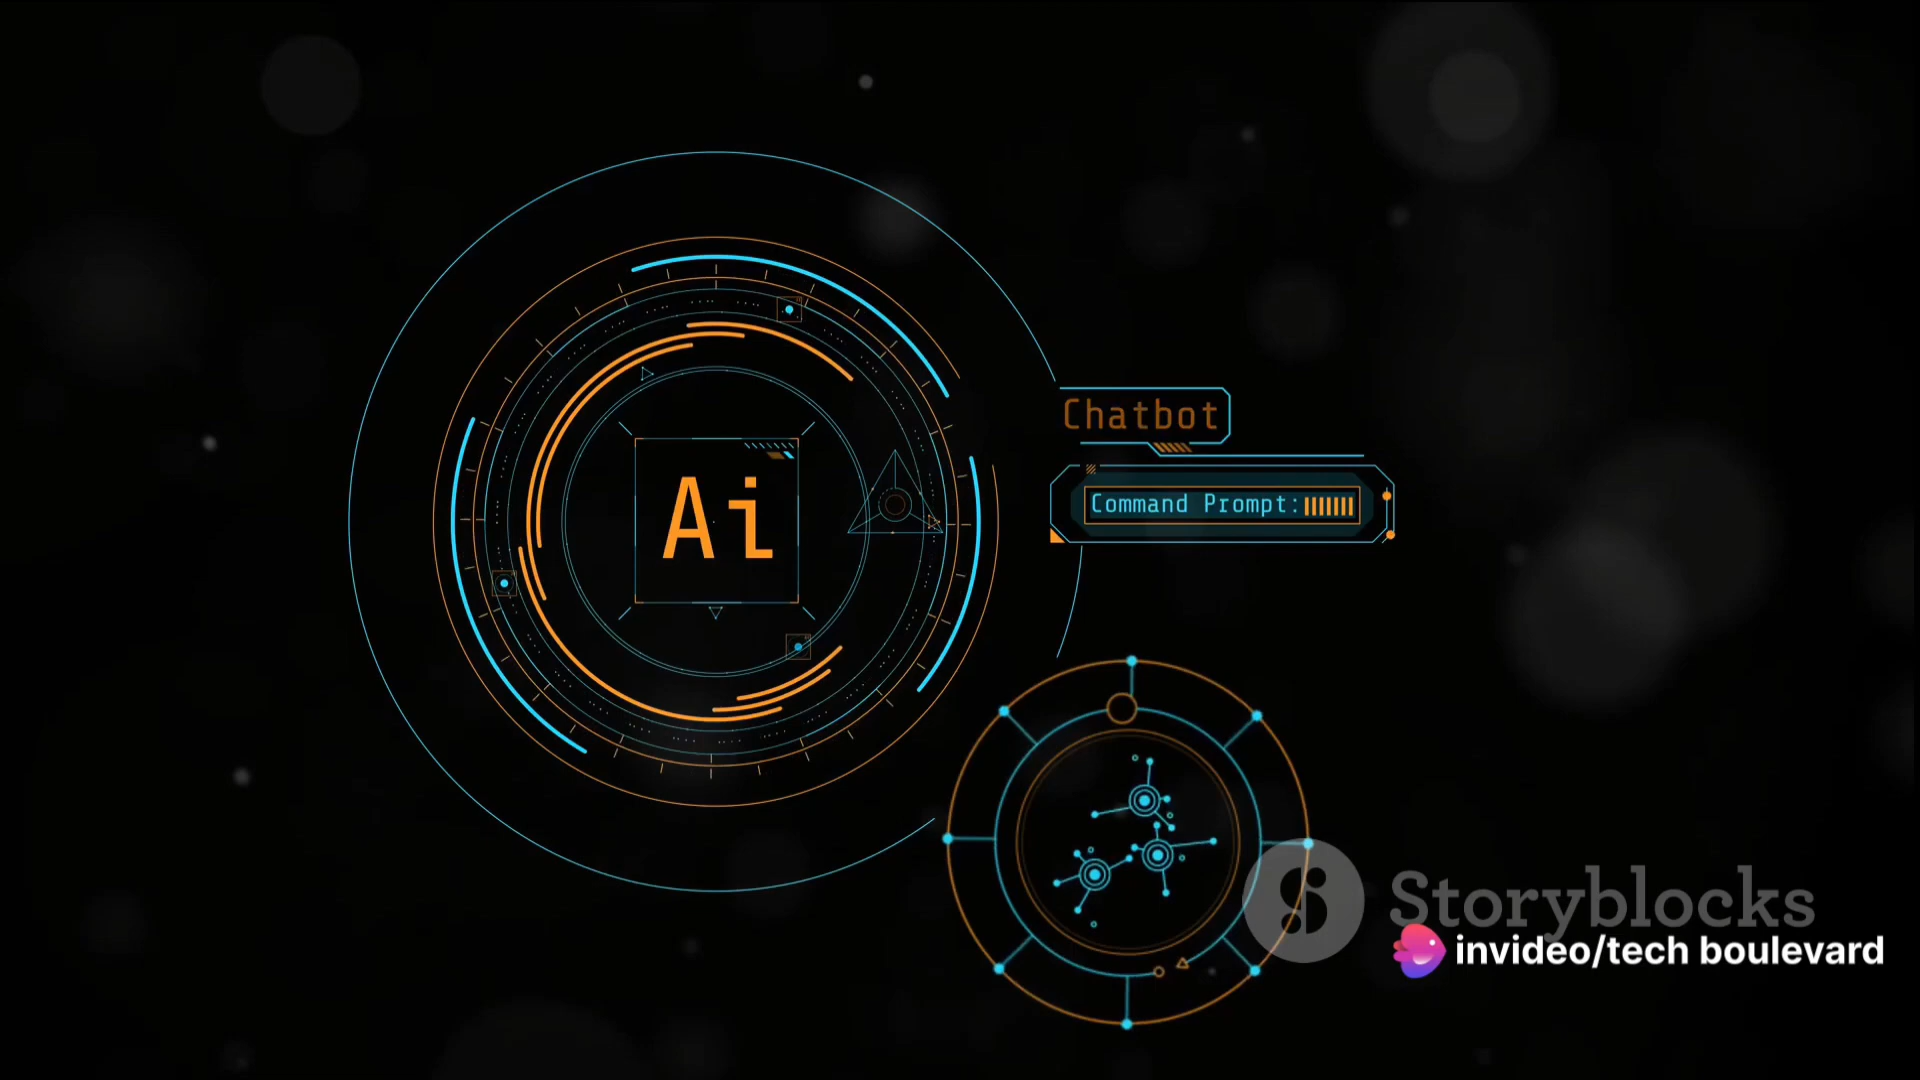 Chatbot
Ai
Command Prompt:
Storyblocks
invideo/tech boulevard